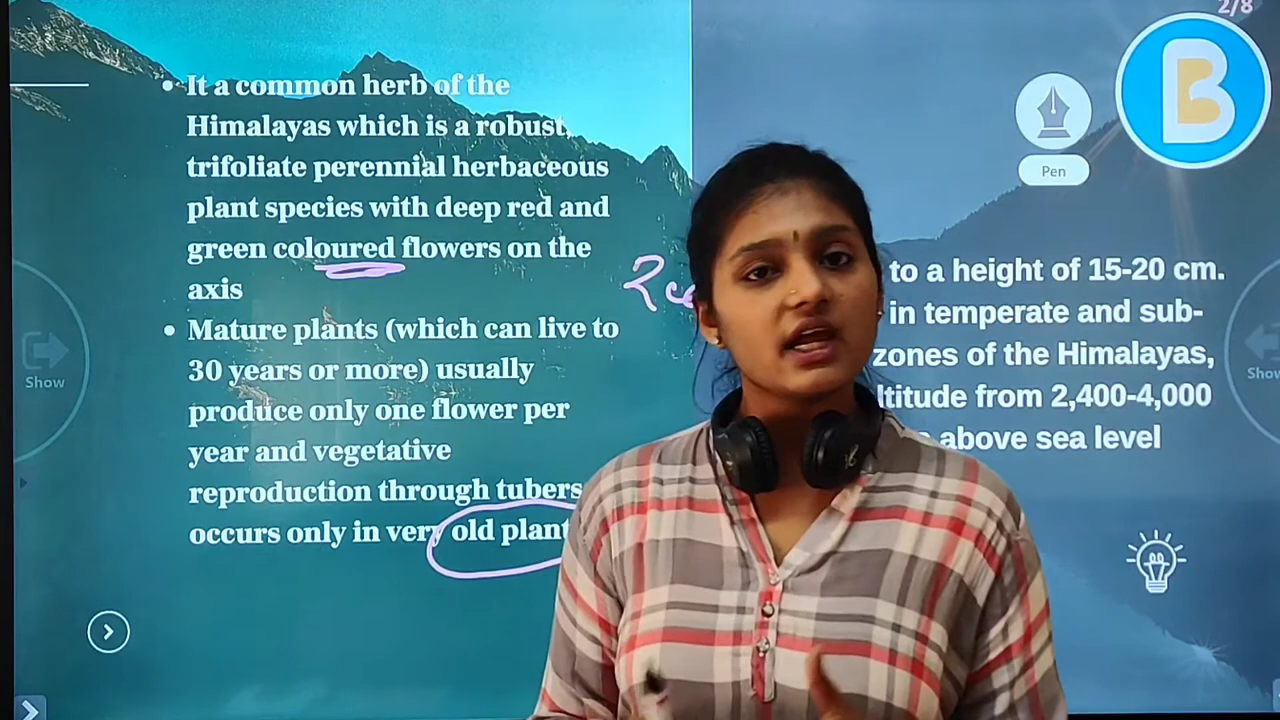 2/8
B
Pen
• It a common herb of the
Himalayas which is a robust,
trifoliate perennial herbaceous
plant species with deep red and
green coloured flowers on the
axis
• Mature plants (which can live to
30 years or more) usually
produce only one flower per
year and vegetative
reproduction through tubers
occurs only in very old plant
2
to a height of 15-20 cm.
in temperate and sub-
zones of the Himalayas,
from 2,400-4,000
above sea level
Show
Show